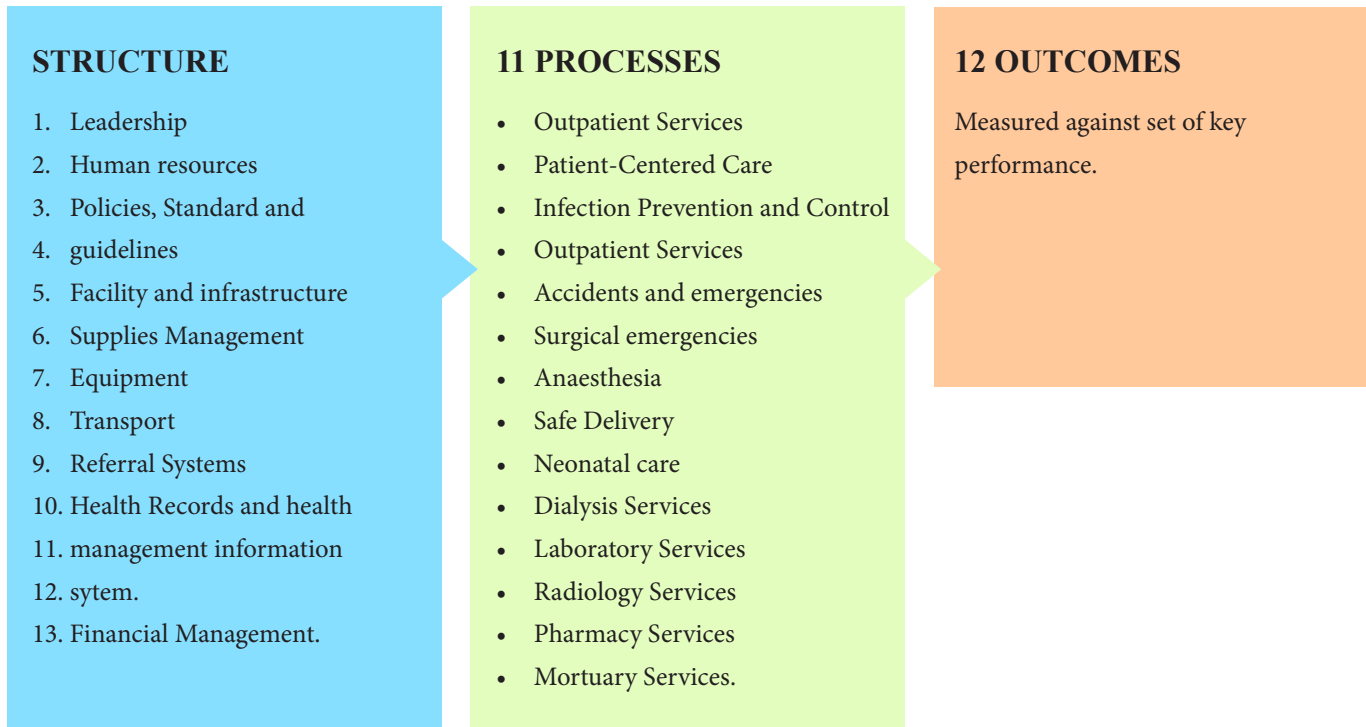 STRUCTURE
1. Leadership
2. Human resources
3. Policies, Standard and
4. guidelines
5. Facility and infrastructure
6. Supplies Management
7. Equipment
8. Transport
9. Referral Systems
10. Health Records and health
11. management information
12. sytem.
13. Financial Management.
11 PROCESSES
• Outpatient Services
• Patient-Centered Care
• Infection Prevention and Control
• Outpatient Services
• Accidents and emergencies
• Surgical emergencies
• Anaesthesia
• Safe Delivery
• Neonatal care
• Dialysis Services
• Laboratory Services
• Radiology Services
• Pharmacy Services
• Mortuary Services.
12 OUTCOMES
Measured against set of key
performance.